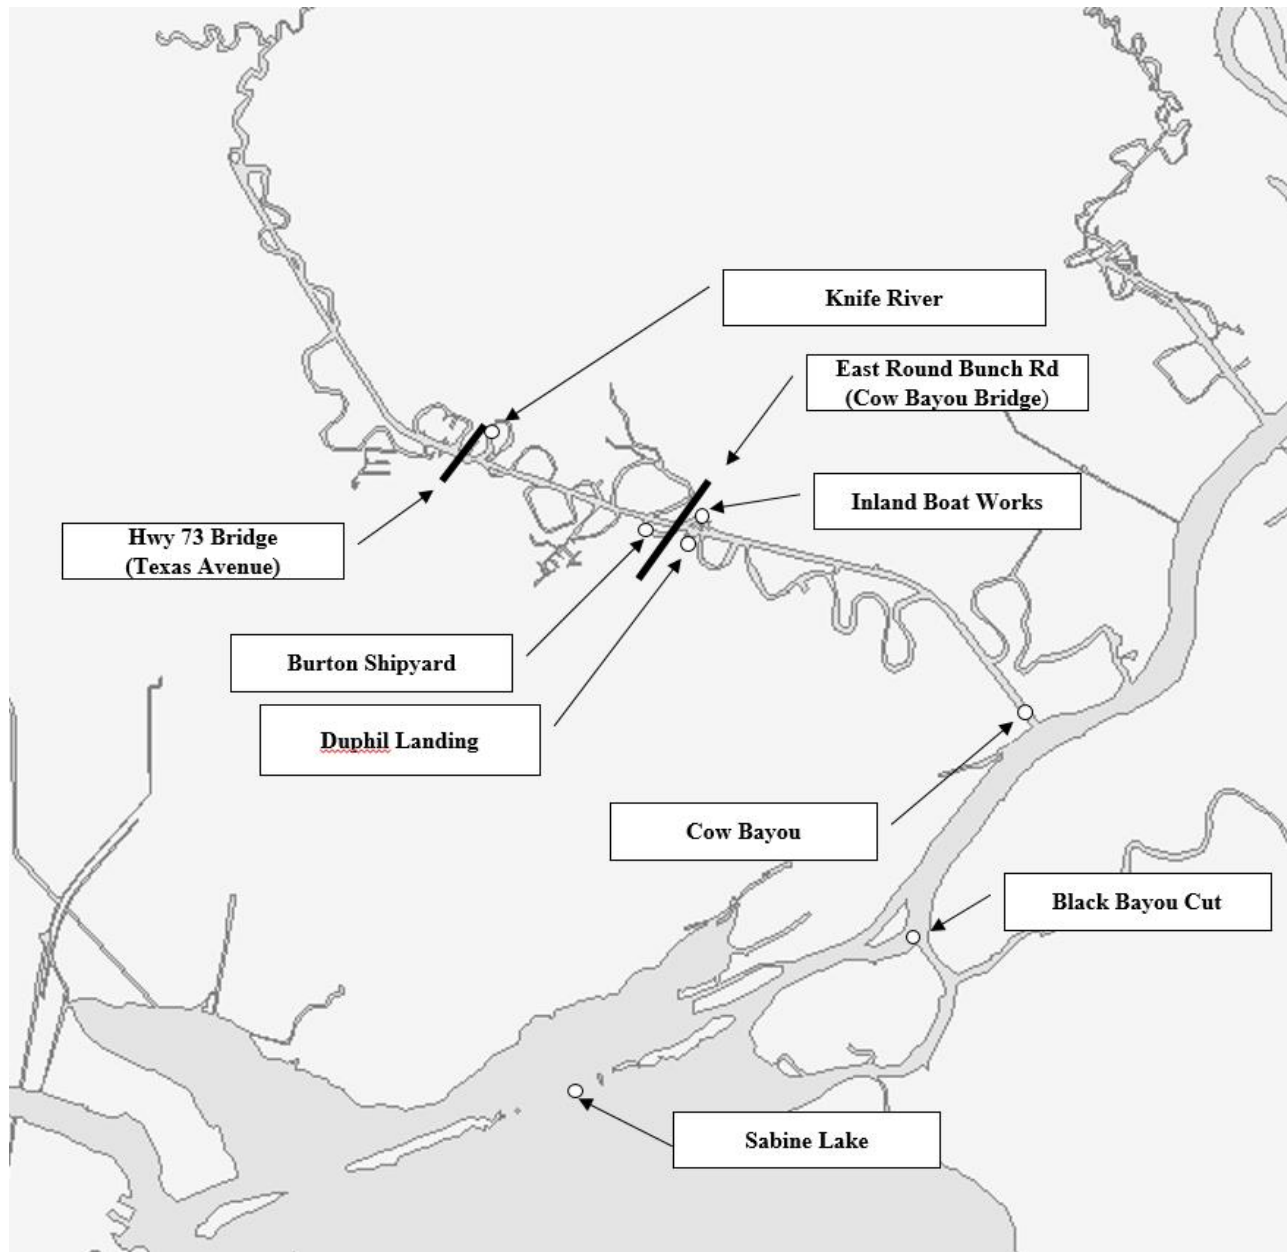 Knife River
East Round Bunch Rd
(Cow Bayou Bridge)
Inland Boat Works
Hwy 73 Bridge
(Texas Avenue)
Burton Shipyard
Duphil Landing
Cow Bayou
Black Bayou Cut
Sabine Lake